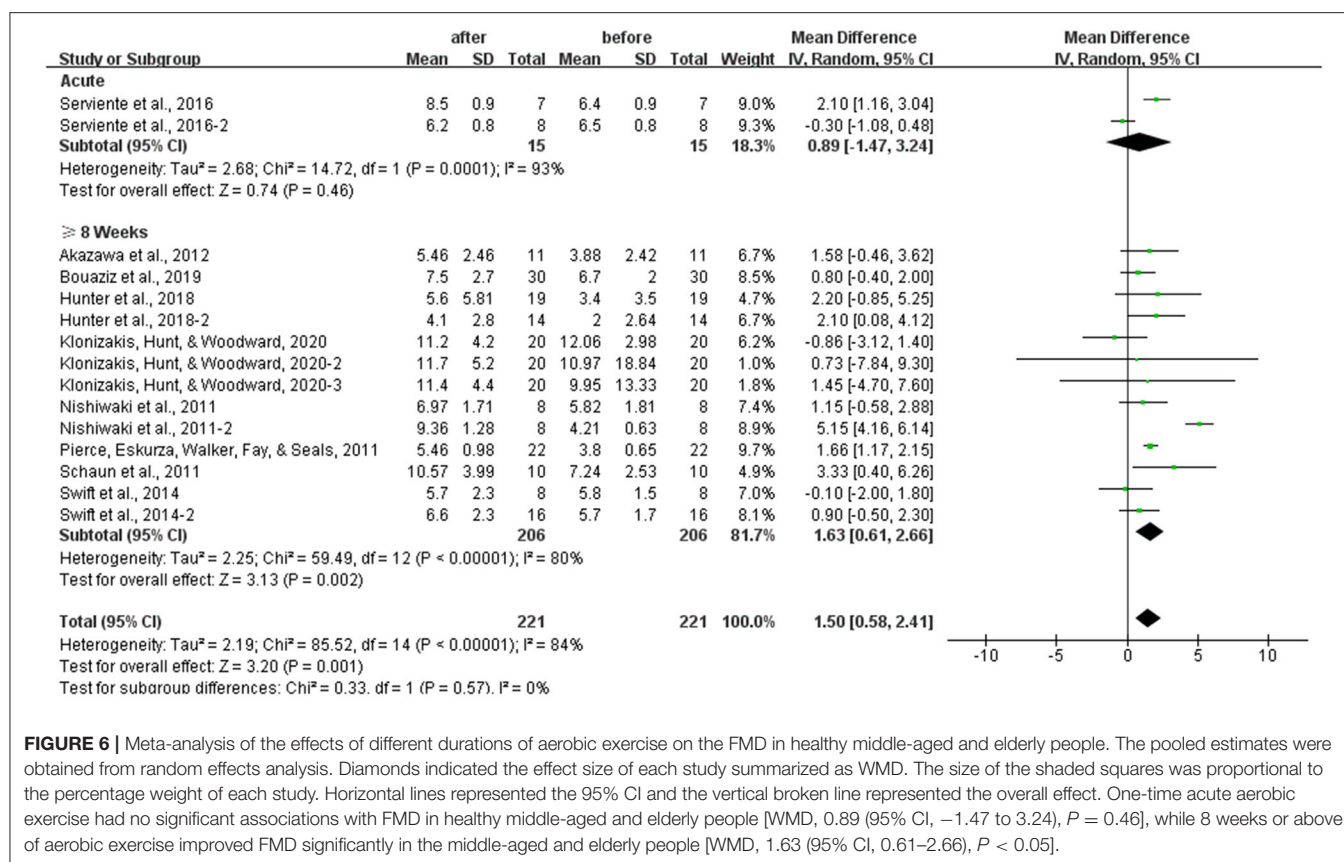 after before Mean Difference Mean Difference
Study or Subgroup Mean SD Total Mean SD Total Weight IV, Random, 95% CI IV, Random, 95% CI
Acute
Serviente et al., 2016 8.5 0.9 7 6.4 0.9 7 9.0% 2.10 [1.16, 3.04]
Serviente et al., 2016-2 6.2 0.8 8 6.5 0.8 8 9.3% -0.30 [-1.08, 0.48]
Subtotal (95% CI) 15 15 18.3% 0.89 [-1.47, 3.24]
Heterogeneity: Tau² = 2.68; Chi² = 14.72, df = 1 (P = 0.0001); I² = 93%
Test for overall effect: Z = 0.74 (P = 0.46)
≥ 8 Weeks
Akazawa et al., 2012 5.46 2.46 11 3.88 2.42 11 6.7% 1.58 [-0.46, 3.62]
Bouaziz et al., 2019 7.5 2.7 30 6.7 2 30 8.5% 0.80 [-0.40, 2.00]
Hunter et al., 2018 5.6 5.81 19 3.4 3.5 19 4.7% 2.20 [-0.85, 5.25]
Hunter et al., 2018-2 4.1 2.8 14 2 2.64 14 6.7% 2.10 [0.08, 4.12]
Klonizakis, Hunt, & Woodward, 2020 11.2 4.2 20 12.06 2.98 20 6.2% -0.86 [-3.12, 1.40]
Klonizakis, Hunt, & Woodward, 2020-2 11.7 5.2 20 10.97 18.84 20 1.0% 0.73 [-7.84, 9.30]
Klonizakis, Hunt, & Woodward, 2020-3 11.4 4.4 20 9.95 13.33 20 1.8% 1.45 [-4.70, 7.60]
Nishiwaki et al., 2011 6.97 1.71 8 5.82 1.81 8 7.4% 1.15 [-0.58, 2.88]
Nishiwaki et al., 2011-2 9.36 1.28 8 4.21 0.63 8 9.0% 5.15 [4.16, 6.14]
Pierce, Eskurza, Walker, Fay, & Seals, 2011 5.46 0.98 22 3.8 0.65 22 9.7% 1.66 [1.17, 2.15]
Schaun et al., 2011 10.57 3.99 10 7.24 2.53 10 4.9% 3.33 [0.40, 6.26]
Swift et al., 2014 5.7 2.3 8 5.8 1.5 8 7.0% -0.10 [-2.00, 1.80]
Swift et al., 2014-2 6.6 2.3 16 5.7 1.7 16 8.1% 0.90 [-0.50, 2.30]
Subtotal (95% CI) 206 206 81.7% 1.63 [0.61, 2.66]
Heterogeneity: Tau² = 2.25; Chi² = 59.49, df = 12 (P < 0.00001); I² = 80%
Test for overall effect: Z = 3.13 (P = 0.002)
Total (95% CI) 221 221 100.0% 1.50 [0.58, 2.41]
Heterogeneity: Tau² = 2.19; Chi² = 85.52, df = 14 (P < 0.00001); I² = 84%
Test for overall effect: Z = 3.20 (P = 0.001)
Test for subgroup differences: Chi² = 0.33. df = 1 (P = 0.57). I² = 0%
-10 -5 0 5 10
FIGURE 6 | Meta-analysis of the effects of different durations of aerobic exercise on the FMD in healthy middle-aged and elderly people. The pooled estimates were
obtained from random effects analysis. Diamonds indicated the effect size of each study summarized as WMD. The size of the shaded squares was proportional to
the percentage weight of each study. Horizontal lines represented the 95% CI and the vertical broken line represented the overall effect. One-time acute aerobic
exercise had no significant associations with FMD in healthy middle-aged and elderly people [WMD, 0.89 (95% CI, −1.47 to 3.24), P = 0.46], while 8 weeks or above
of aerobic exercise improved FMD significantly in the middle-aged and elderly people [WMD, 1.63 (95% CI, 0.61–2.66), P < 0.05].